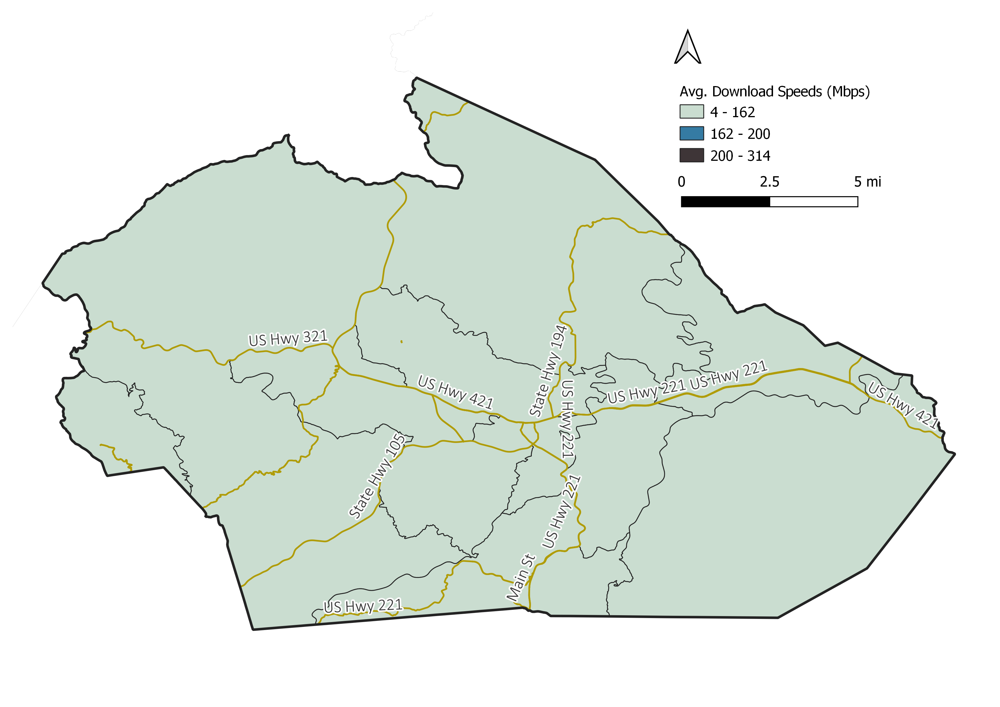 Avg. Download Speeds (Mbps)
4 - 162
162 - 200
200 - 314
0 2.5 5 mi
US Hwy 321
State Hwy 194
US Hwy 421
US Hwy 221
US Hwy 221
US Hwy 221
US Hwy 421
State Hwy 105
US Hwy 221
Main St
US Hwy 221